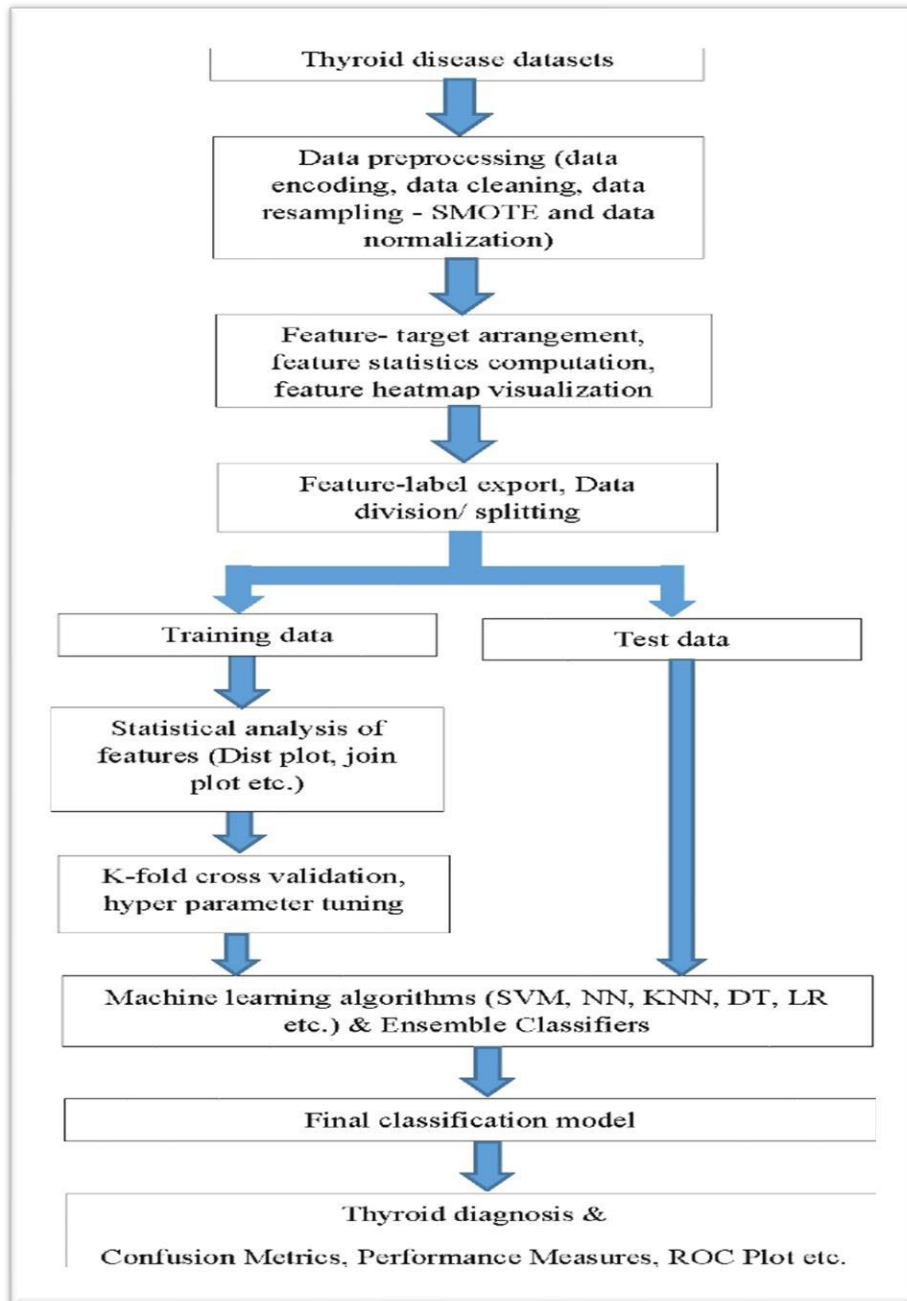 Thyroid disease datasets
Data preprocessing (data
encoding, data cleaning, data
resampling - SMOTE and data
normalization)
Feature- target arrangement,
feature statistics computation,
feature heatmap visualization
Feature-label export, Data
division/ splitting
Training data
Test data
Statistical analysis of
features (Dist plot, join
plot etc.)
K-fold cross validation,
hyper parameter tuning
Machine learning algorithms (SVM, NN, KNN, DT, LR
etc.) & Ensemble Classifiers
Final classification model
Thyroid diagnosis &
Confusion Metrics, Performance Measures, ROC Plot etc.